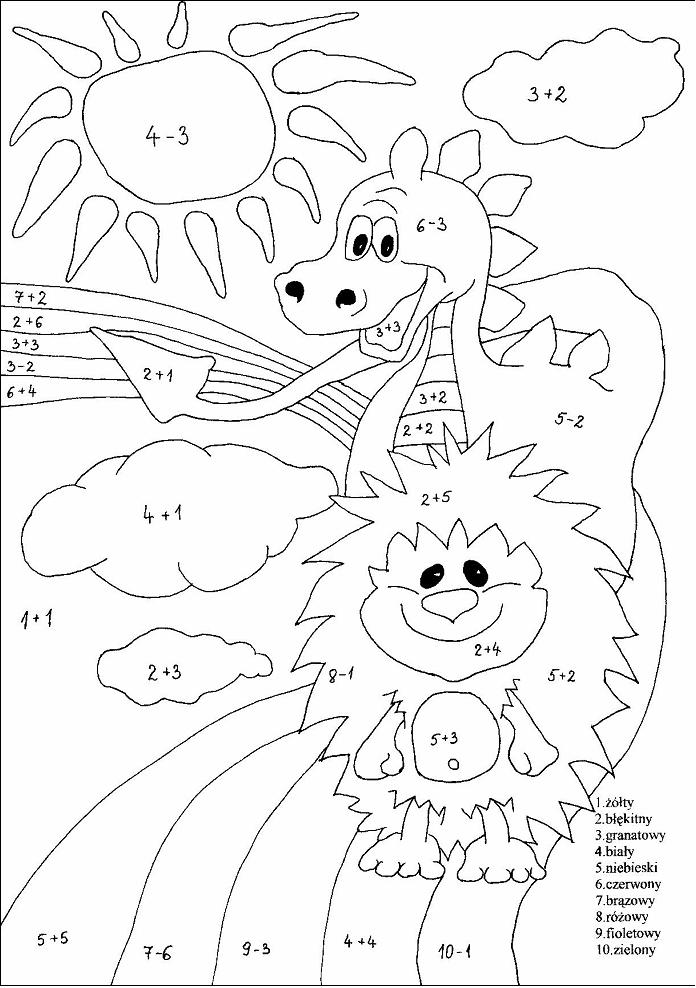 4-3
3+2
6-3
7+2
2+6
3+3
3-2
6+4
2+1
3+3
3+2
2+2
5-2
2+5
4+1
1+1
2+3
2+4
8-1
5+2
5+3
5+5
7-6
9-3
4+4
10-1
1.żółty
2.błękitny
3.granatowy
4.biały
5.niebieski
6.czerwony
7.brązowy
8.różowy
9.fioletowy
10.zielony